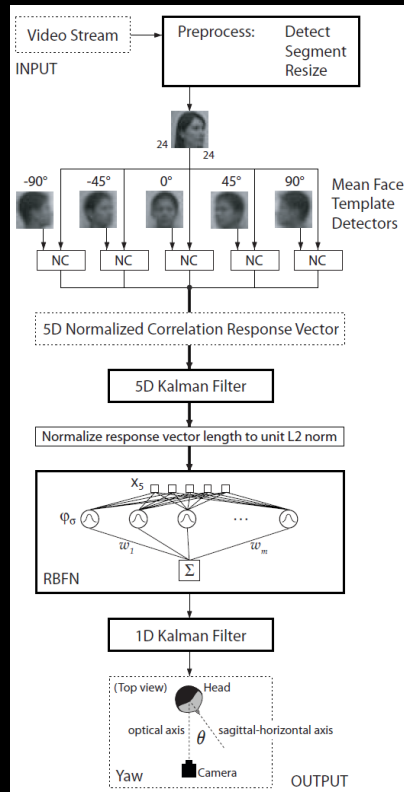 Video Stream
INPUT
Preprocess: Detect
Segment
Resize
24
24
-90° -45° 0° 45° 90°
Mean Face
Template
Detectors
NC NC NC NC NC
5D Normalized Correlation Response Vector
5D Kalman Filter
Normalize response vector length to unit L2 norm
x₅
φσ
...
w₁ wₘ
Σ
RBFN
1D Kalman Filter
(Top view) Head
optical axis sagittal-horizontal axis
θ
Yaw Camera OUTPUT